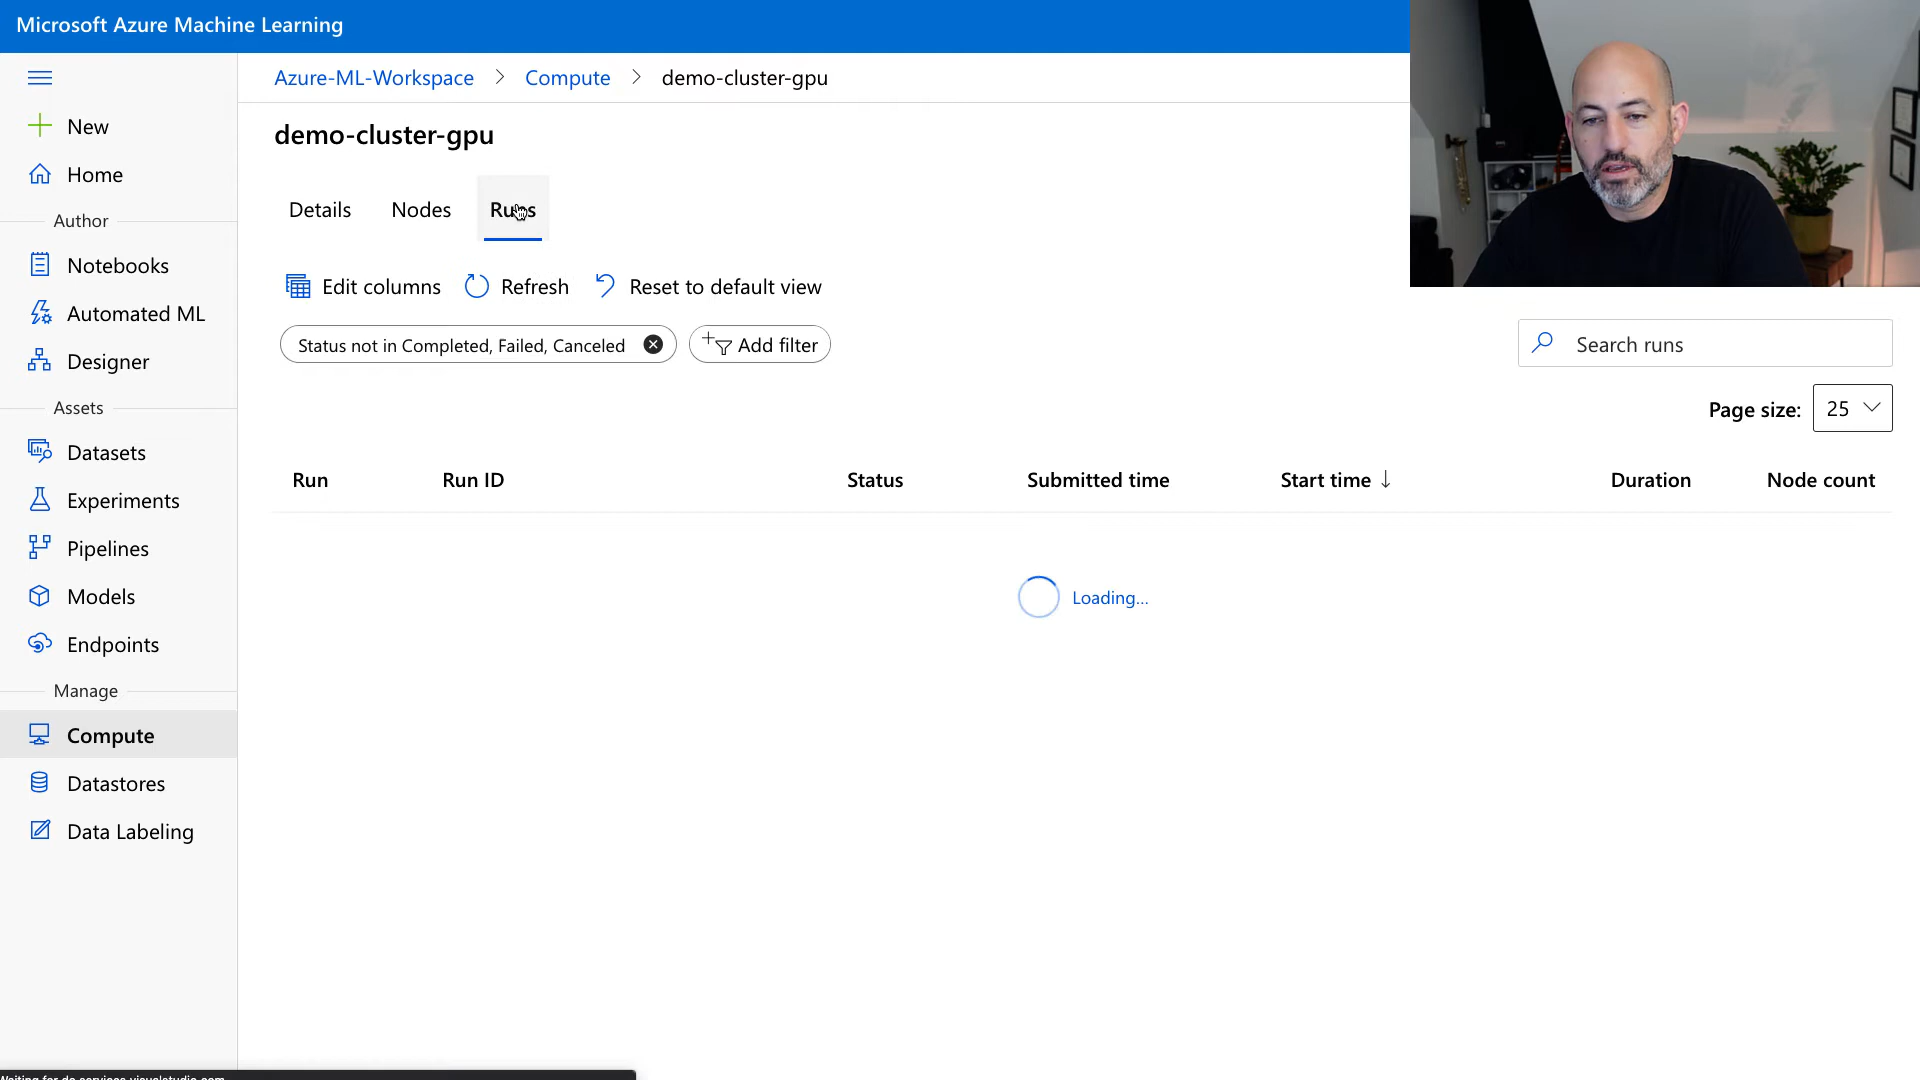 Microsoft Azure Machine Learning
Azure-ML-Workspace > Compute > demo-cluster-gpu
New
Home
Author
Notebooks
Automated ML
Designer
Assets
Datasets
Experiments
Pipelines
Models
Endpoints
Manage
Compute
Datastores
Data Labeling
demo-cluster-gpu
Details Nodes Runs
Edit columns Refresh Reset to default view
Status not in Completed, Failed, Canceled Add filter
Search runs
Page size: 25
Run Run ID Status Submitted time Start time ↓ Duration Node count
Loading...